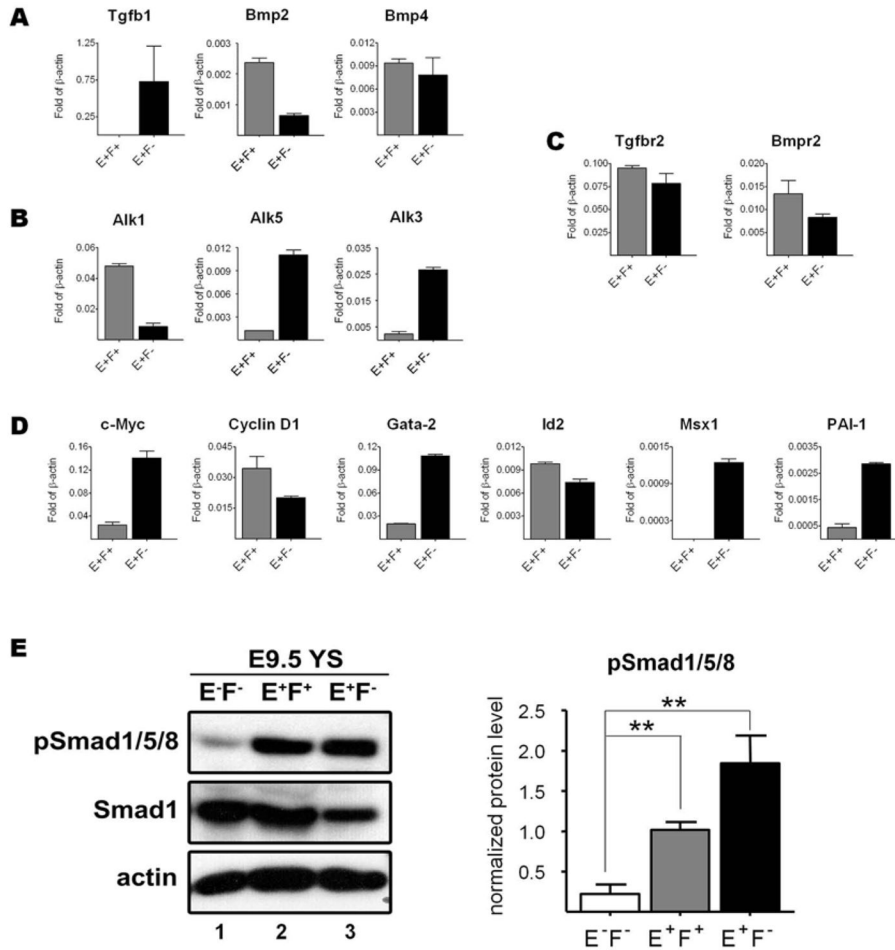 A
Tgfb1
Bmp2
Bmp4
Fold of β-actin
1.25
0.75
0.25
E+F+
E+F-
Fold of β-actin
0.003
0.002
0.001
E+F+
E+F-
Fold of β-actin
0.012
0.009
0.006
0.003
E+F+
E+F-
B
Alk1
Alk5
Alk3
Fold of β-actin
0.06
0.04
0.02
E+F+
E+F-
Fold of β-actin
0.012
0.009
0.006
0.003
E+F+
E+F-
Fold of β-actin
0.035
0.025
0.015
0.005
E+F+
E+F-
C
Tgfbr2
Bmpr2
Fold of β-actin
0.100
0.075
0.050
0.025
E+F+
E+F-
Fold of β-actin
0.020
0.015
0.010
0.005
E+F+
E+F-
D
c-Myc
Cyclin D1
Gata-2
Id2
Msx1
PAI-1
Fold of β-actin
0.16
0.12
0.08
0.04
E+F+
E+F-
Fold of β-actin
0.045
0.030
0.015
E+F+
E+F-
Fold of β-actin
0.12
0.09
0.06
0.03
E+F+
E+F-
Fold of β-actin
0.012
0.009
0.006
0.003
E+F+
E+F-
Fold of β-actin
0.0015
0.0009
0.0003
E+F+
E+F-
Fold of β-actin
0.0035
0.0025
0.0015
0.0005
E+F+
E+F-
E
E9.5 YS
E⁻F⁻ E⁺F⁺ E⁺F⁻
pSmad1/5/8
Smad1
actin
1 2 3
pSmad1/5/8
normalized protein level
2.5
2.0
1.5
1.0
0.5
**
**
E⁻F⁻ E⁺F⁺ E⁺F⁻